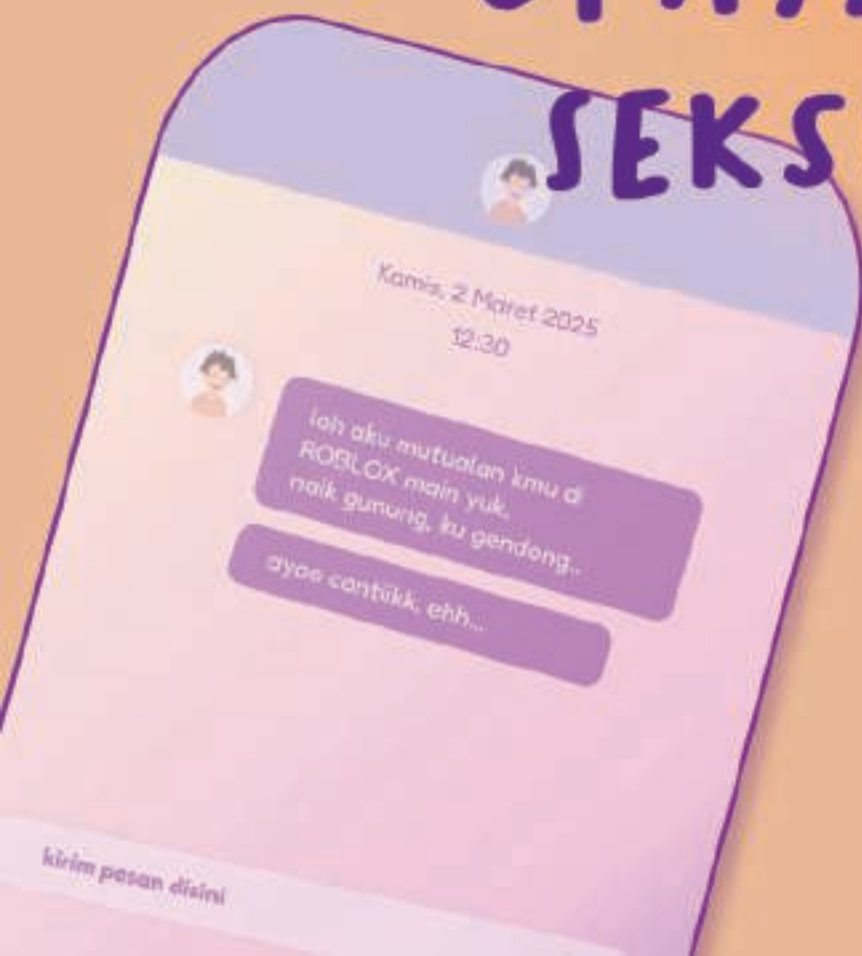 SEKS
Kamis, 2 Maret 2025
12:30
loh aku mutualan kmu di
ROBLOX main yuk,
naik gunung, ku gendong..
ayoo cantiikk, ehh...
kirim pesan disini